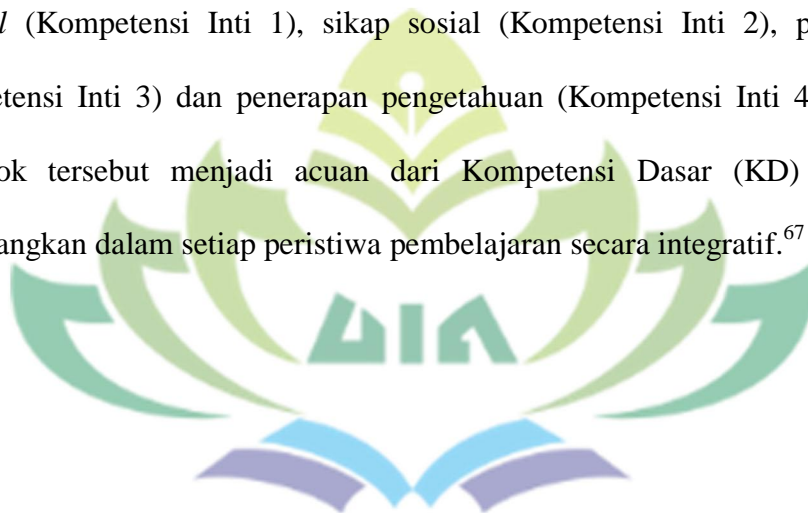 l (Kompetensi Inti 1), sikap sosial (Kompetensi Inti 2), p
etensi Inti 3) dan penerapan pengetahuan (Kompetensi Inti 4
ok tersebut menjadi acuan dari Kompetensi Dasar (KD)
angkan dalam setiap peristiwa pembelajaran secara integratif.67
UIN